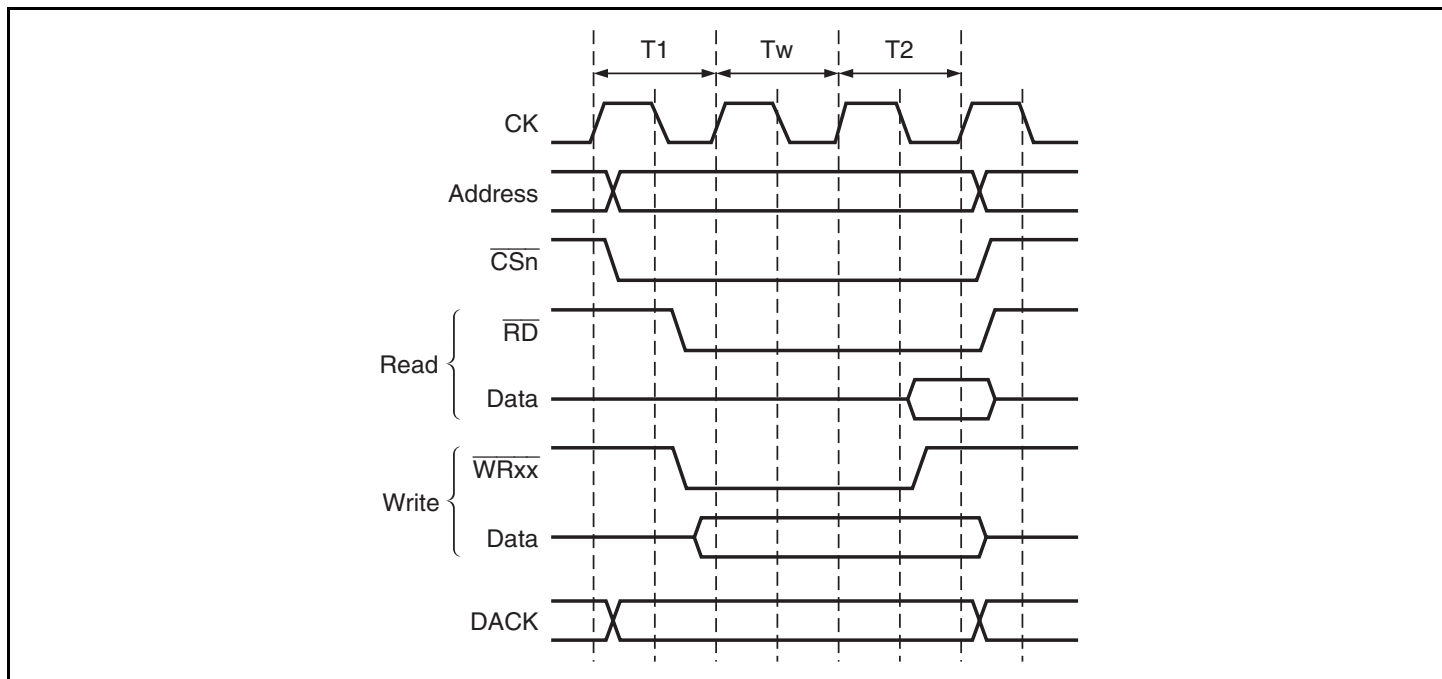 T1 Tw T2
CK
Address
CSn
RD
Read
Data
WRxx
Write
Data
DACK